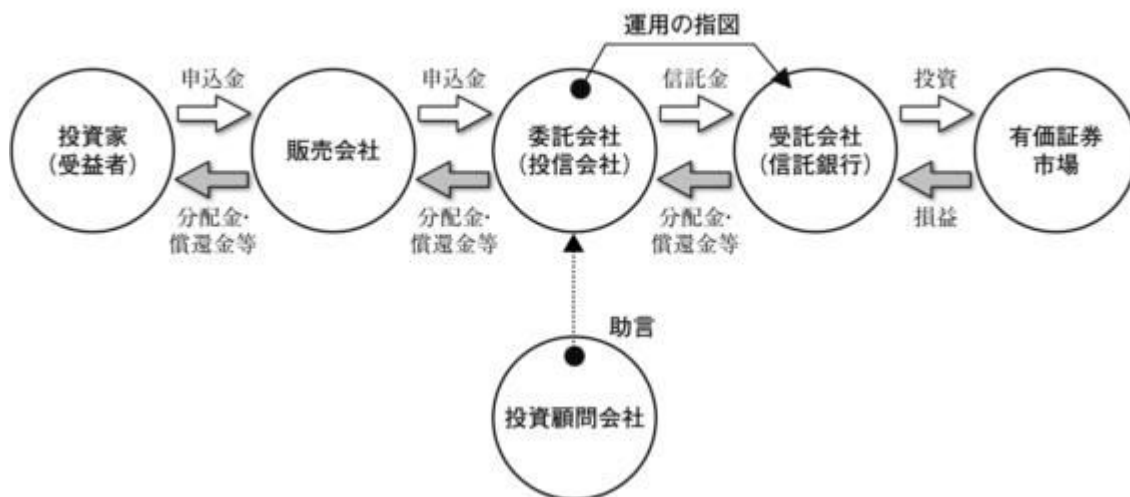 運用の指図
申込金
申込金
信託金
投資
投資家
(受益者)
販売会社
委託会社
(投信会社)
受託会社
(信託銀行)
有価証券
市場
分配金・
償還金等
分配金・
償還金等
分配金・
償還金等
損益
助言
投資顧問会社